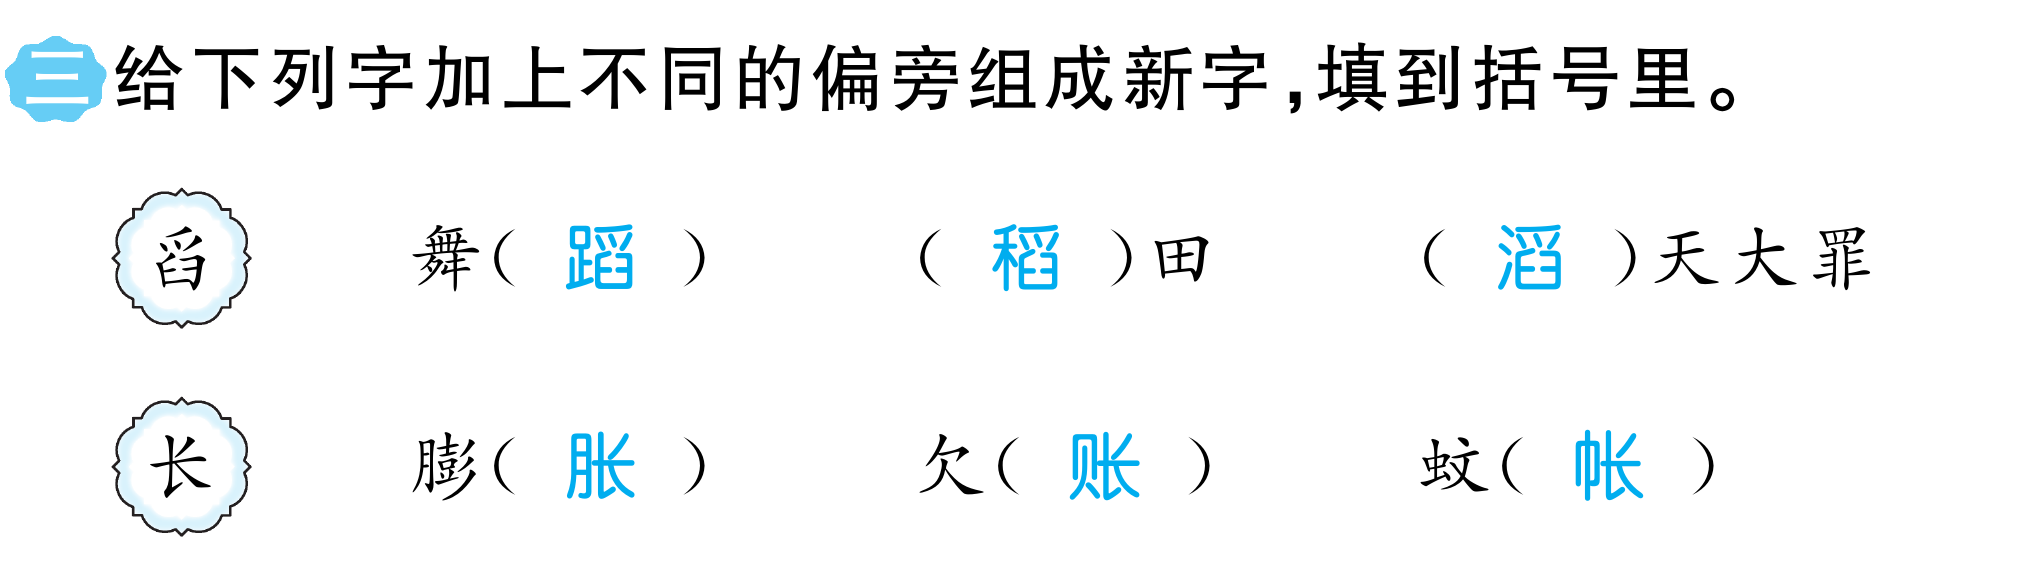 三 给下列字加上不同的偏旁组成新字,填到括号里。
舀 舞( 蹈 ) ( 稻 )田 ( 滔 )天大罪
长 膨( 胀 ) 欠( 账 ) 蚊( 帐 )